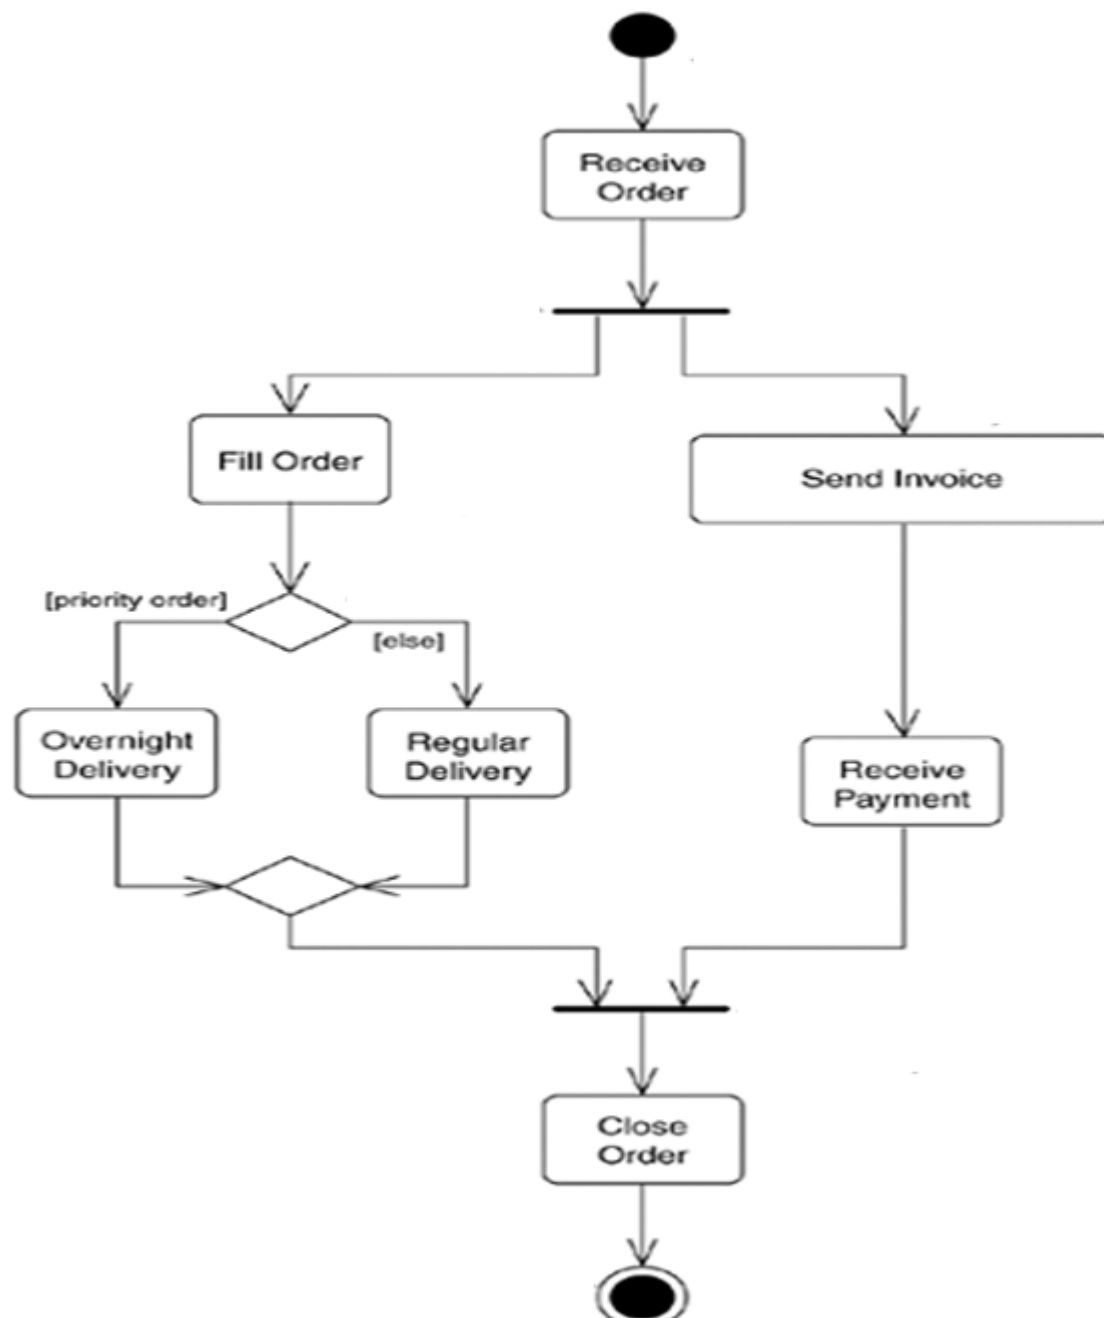 Receive
Order
Fill Order
Send Invoice
[priority order]
[else]
Overnight
Delivery
Regular
Delivery
Receive
Payment
Close
Order